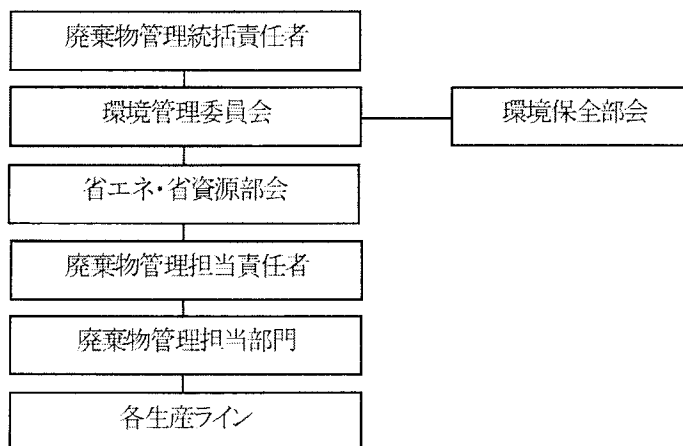 廃棄物管理統括責任者
環境管理委員会
環境保全部会
省エネ・省資源部会
廃棄物管理担当責任者
廃棄物管理担当部門
各生産ライン